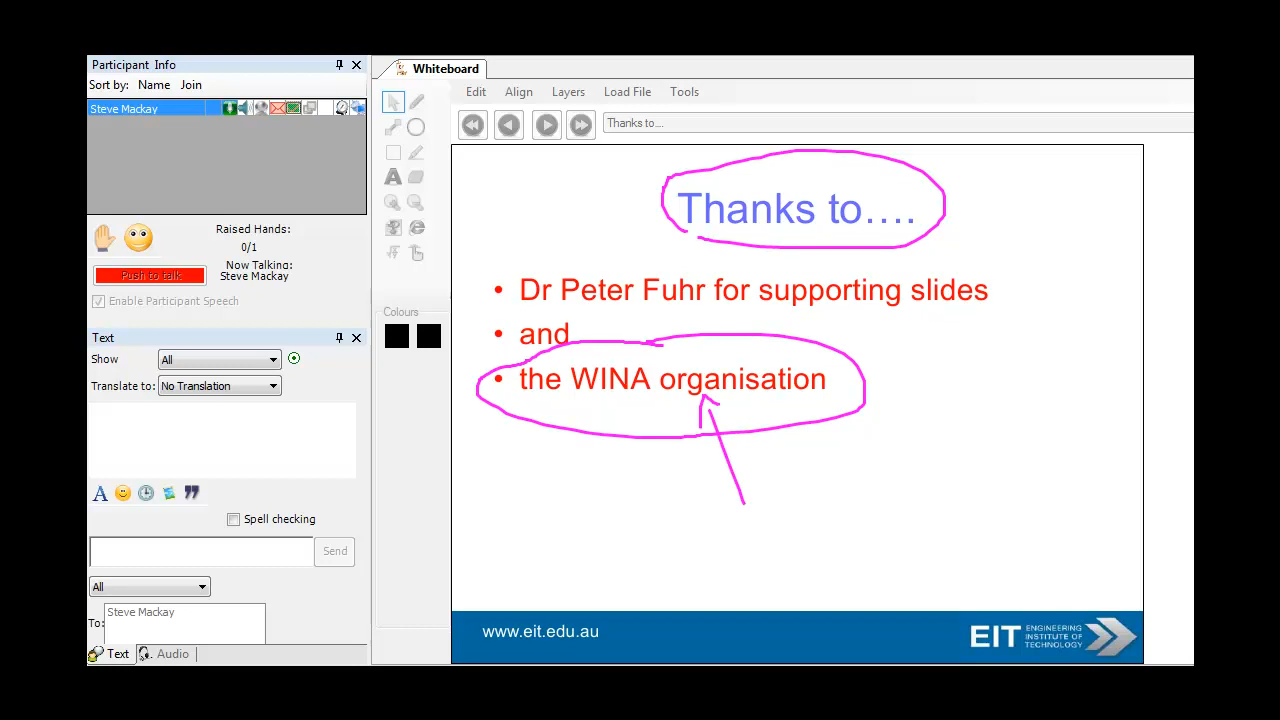 Participant Info
Sort by: Name Join
Steve Mackay
Raised Hands:
0/1
Now Talking:
Steve Mackay
Push to talk
Enable Participant Speech
Text
Show All
Translate to: No Translation
Spell checking
Send
All
To: Steve Mackay
Text Audio
Whiteboard
Edit Align Layers Load File Tools
Thanks to....
Colours
Thanks to....
• Dr Peter Fuhr for supporting slides
• and
• the WINA organisation
www.eit.edu.au
EIT ENGINEERING
INSTITUTE OF
TECHNOLOGY